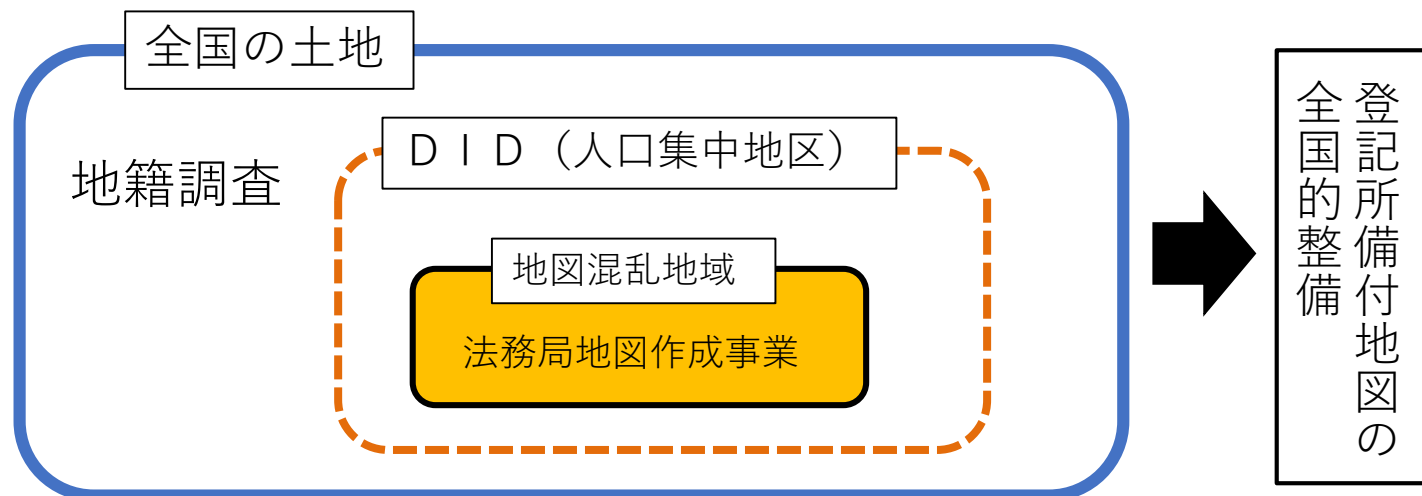 全国の土地
地籍調査
ＤＩＤ（人口集中地区）
地図混乱地域
法務局地図作成事業
登記所備付地図の
全国的整備